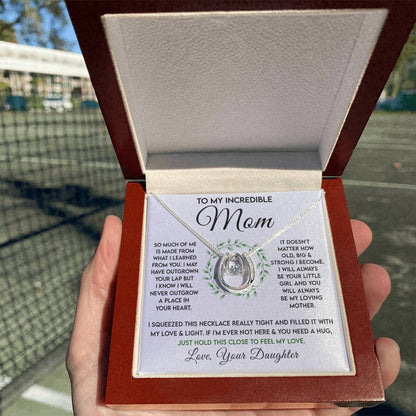 TO MY INCREDIBLE
Mom
SO MUCH OF ME
IS MADE FROM
WHAT I LEARNED
FROM YOU. I MAY
HAVE OUTGROWN
YOUR LAP BUT
I KNOW I WILL
NEVER OUTGROW
A PLACE IN
YOUR HEART.
IT DOESN'T
MATTER HOW
OLD, BIG &
STRONG I BECOME,
I WILL ALWAYS
BE YOUR LITTLE
GIRL AND YOU
WILL ALWAYS
BE MY LOVING
MOTHER.
I SQUEEZED THIS NECKLACE REALLY TIGHT AND FILLED IT WITH
MY LOVE & LIGHT. IF I'M EVER NOT HERE & YOU NEED A HUG,
JUST HOLD THIS CLOSE TO FEEL MY LOVE.
Love, Your Daughter